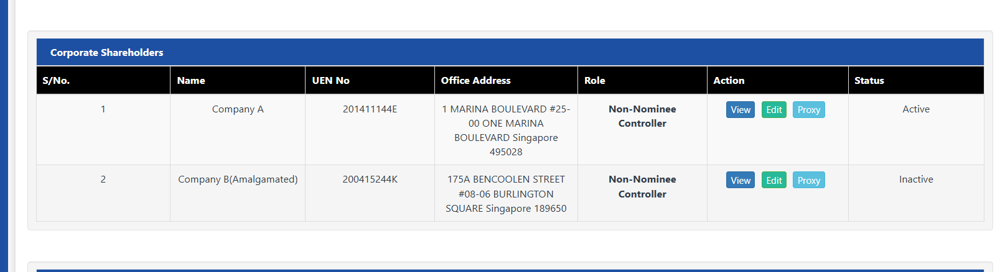 Corporate Shareholders
S/No. Name UEN No Office Address Role Action Status
1 Company A 201411144E 1 MARINA BOULEVARD #25- Non-Nominee View Edit Proxy Active
00 ONE MARINA Controller
BOULEVARD Singapore
495028
2 Company B(Amalgamated) 200415244K 175A BENCOOLEN STREET Non-Nominee View Edit Proxy Inactive
#08-06 BURLINGTON Controller
SQUARE Singapore 189650